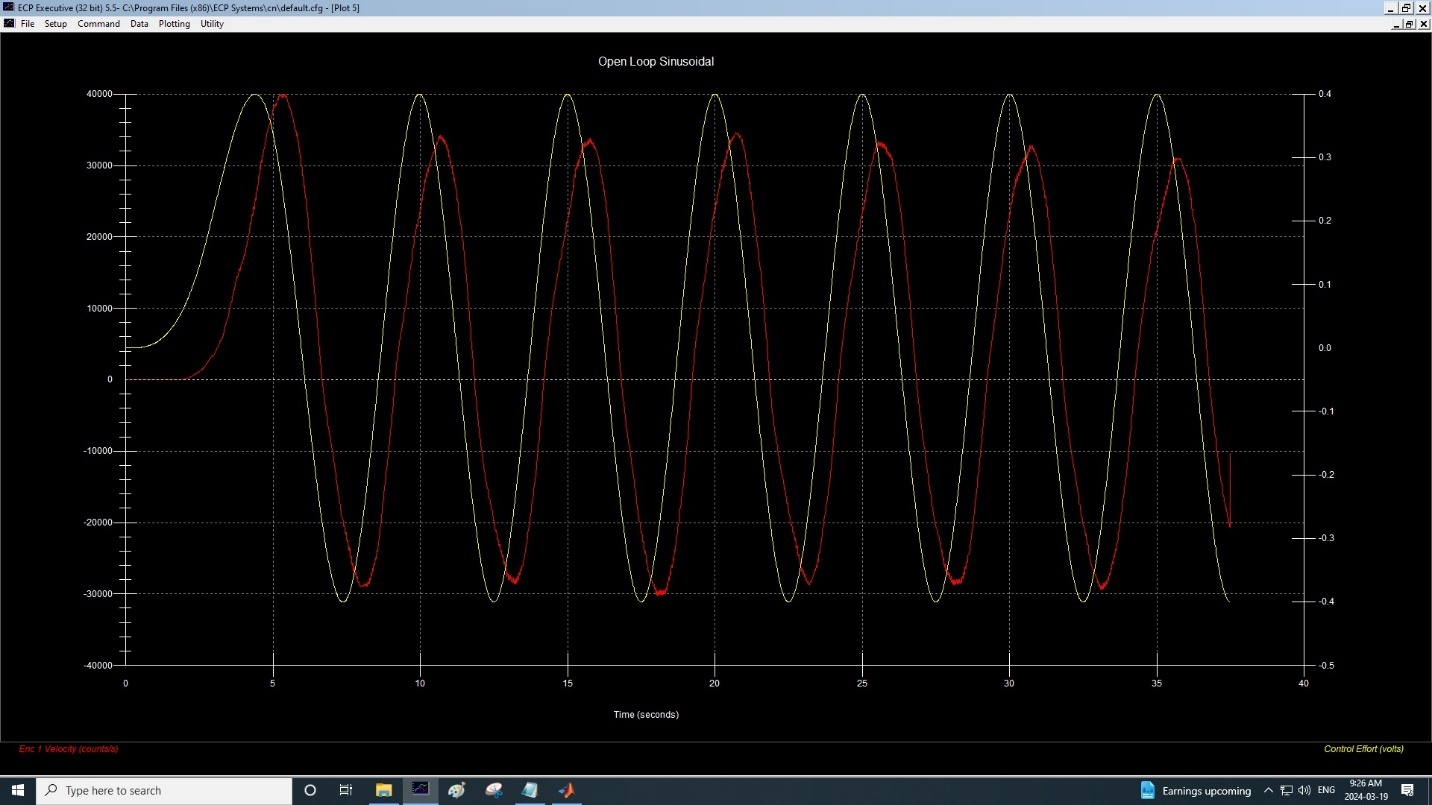 ECP Executive (32 bit) 5.5- C:\Program Files (x86)\ECP Systems\cn\default.cfg - [Plot 5]
File Setup Command Data Plotting Utility
Open Loop Sinusoidal
40000
30000
20000
10000
0
-10000
-20000
-30000
-40000
0.4
0.3
0.2
0.1
0.0
-0.1
-0.2
-0.3
-0.4
-0.5
0 5 10 15 20 25 30 35 40
Time (seconds)
Enc 1 Velocity (counts/s)
Control Effort (volts)
Type here to search
Earnings upcoming
ENG
9:26 AM
2024-03-19